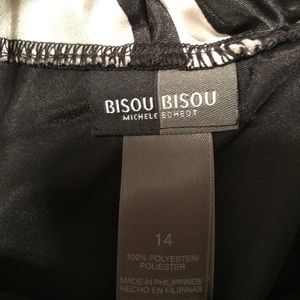 BISOU BISOU
MICHELE BOHBOT
14
100% POLYESTER/
POLIESTER
MADE IN PHILIPPINES/
HECHO EN FILIPINAS